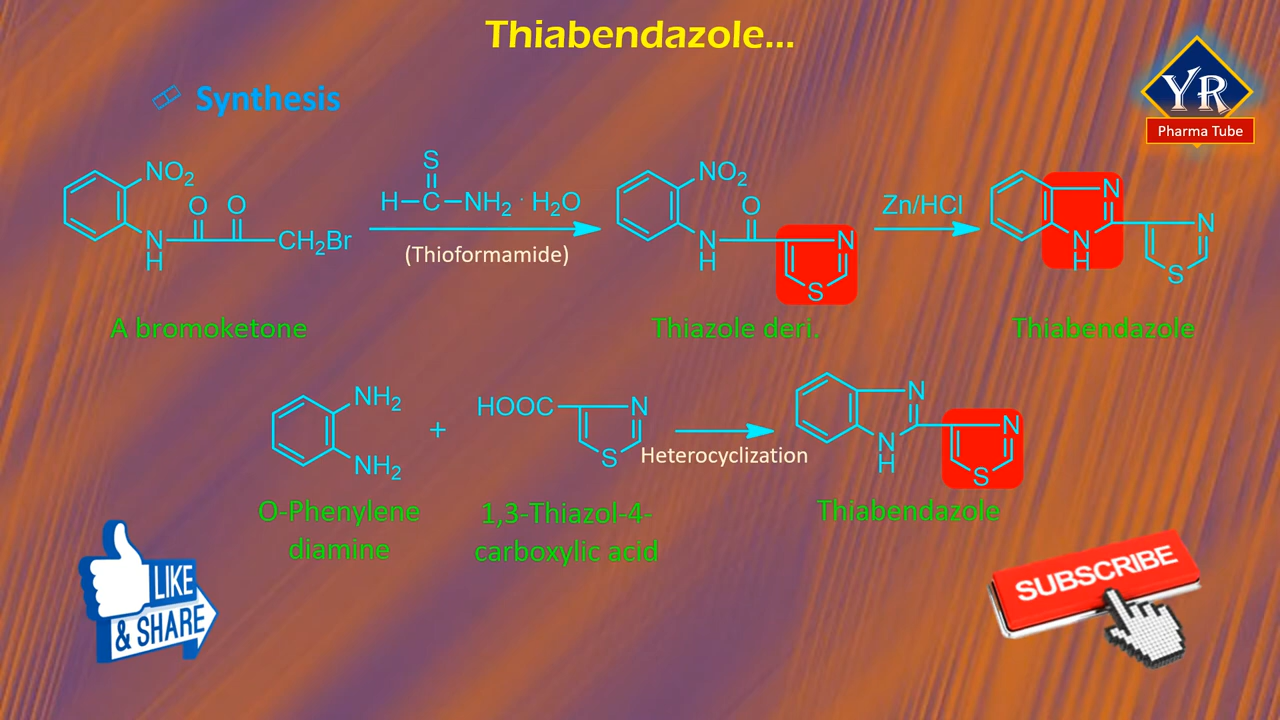 Thiabendazole...
YR
Pharma Tube
Synthesis
NO2
O O
N
H
CH2Br
S
H–C–NH2 · H2O
(Thioformamide)
NO2
O
N
H
N
S
Zn/HCl
N
N
H
N
S
A bromoketone
Thiazole deri.
Thiabendazole
NH2
NH2
+
HOOC
N
S
Heterocyclization
N
N
H
N
S
O-Phenylene
diamine
1,3-Thiazol-4-
carboxylic acid
Thiabendazole
LIKE
& SHARE
SUBSCRIBE